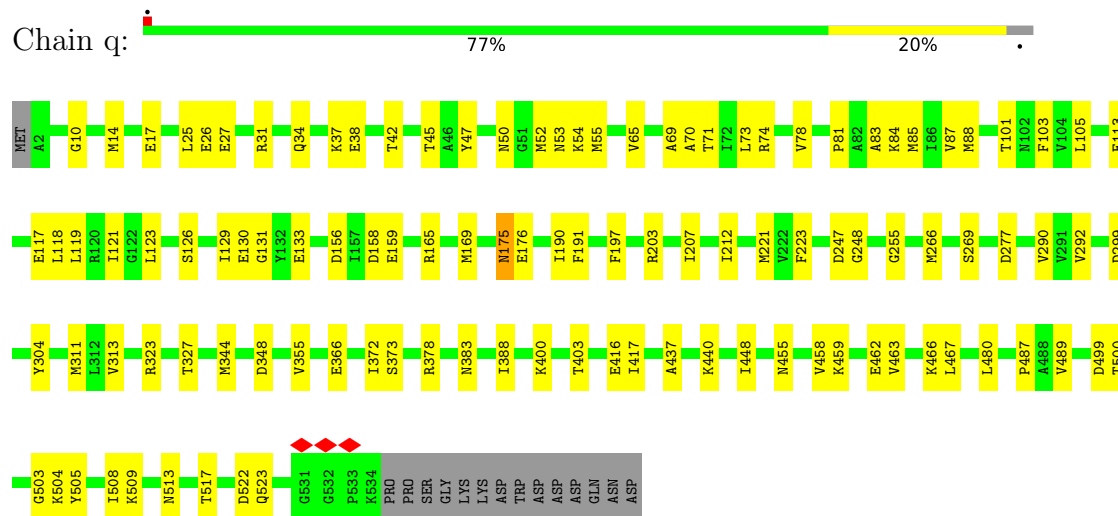 Chain q:
77%
20%
MET A2 G10 M14 E17 L25 E26 E27 R31 Q34 K37 E38 T42 T45 A46 Y47 N50 G51 M52 N53 K54 M55 V65 A69 A70 T71 I72 L73 R74 V78 P81 A82 A83 K84 M85 I86 V87 M88 T101 N102 F103 V104 L105
E117 L118 L119 R120 I121 G122 L123 S126 I129 E130 G131 Y132 E133 D156 I157 D158 E159 R165 M169 N175 E176 I190 F191 F197 R203 I207 I212 M221 V222 F223 D247 G248 G255 M266 S269 D277 V290 V291 V292
Y304 M311 L312 V313 R323 T327 M344 D348 V355 E366 I372 S373 R378 N383 I388 K400 T403 E416 I417 A437 K440 I448 N455 V458 K459 E462 V463 K466 L467 L480 P487 A488 V489 D499 T500
G503 K504 Y505 I508 K509 N513 T517 D522 Q523 G531 G532 P533 K534 PRO PRO SER GLY LYS LYS ASP TRP ASP ASP ASP GLN ASN ASP